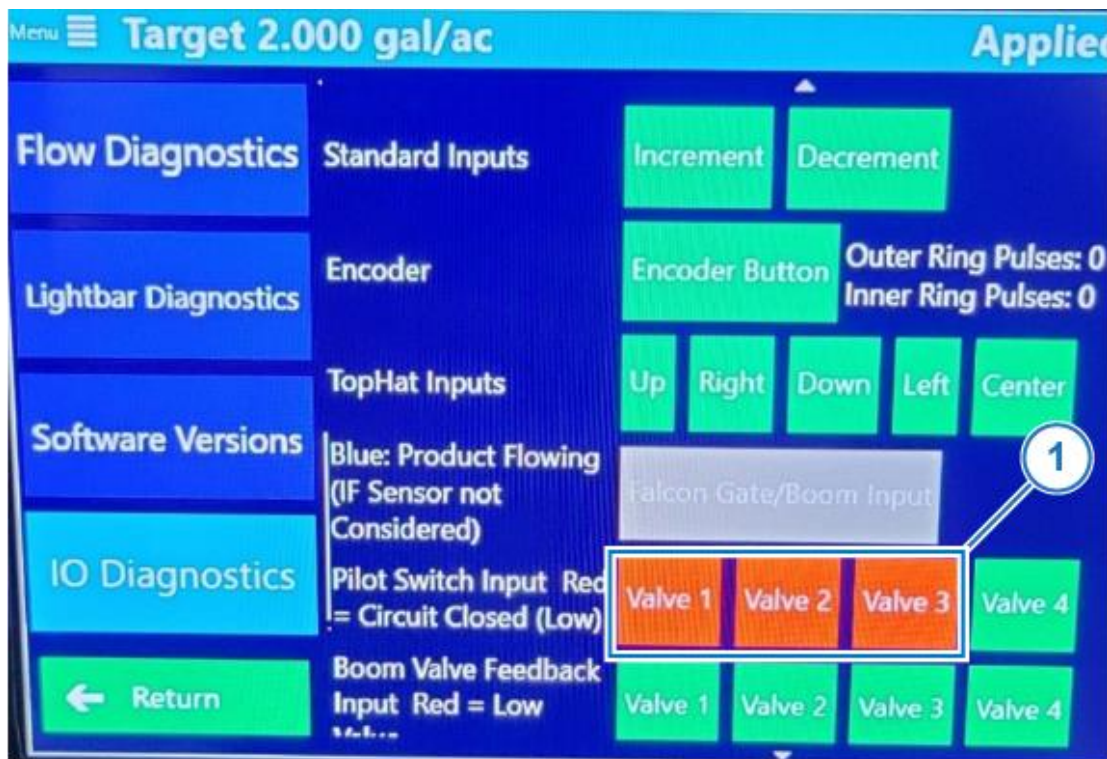 Menu Target 2.000 gal/ac Applied
Flow Diagnostics
Lightbar Diagnostics
Software Versions
IO Diagnostics
Return
Standard Inputs
Increment Decrement
Encoder
Encoder Button
Outer Ring Pulses: 0
Inner Ring Pulses: 0
TopHat Inputs
Up Right Down Left Center
Blue: Product Flowing
(IF Sensor not
Considered)
Falcon Gate/Boom Input
1
Pilot Switch Input Red
= Circuit Closed (Low)
Valve 1 Valve 2 Valve 3 Valve 4
Boom Valve Feedback
Input Red = Low
Valve 1 Valve 2 Valve 3 Valve 4